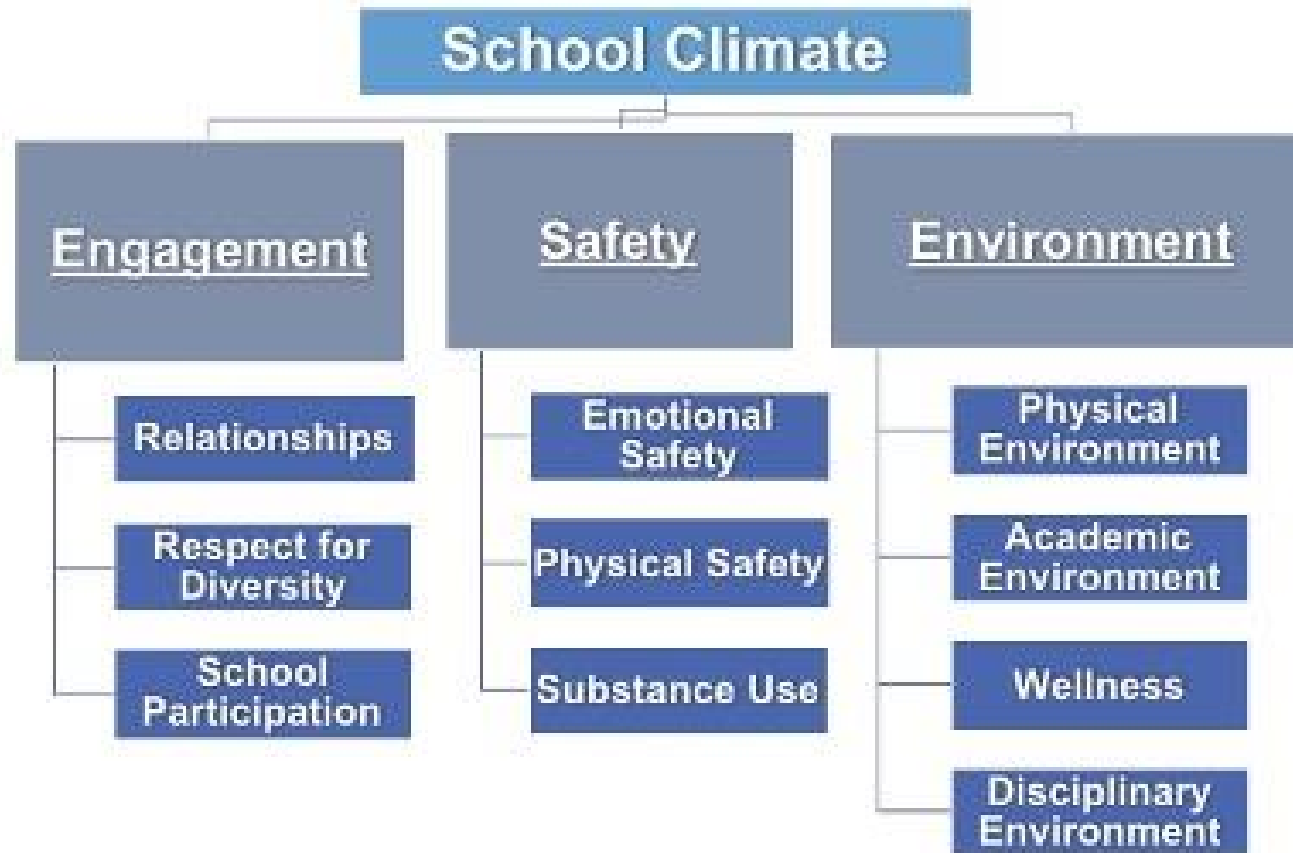 School Climate
Engagement
Relationships
Respect for
Diversity
School
Participation
Safety
Emotional
Safety
Physical Safety
Substance Use
Environment
Physical
Environment
Academic
Environment
Wellness
Disciplinary
Environment